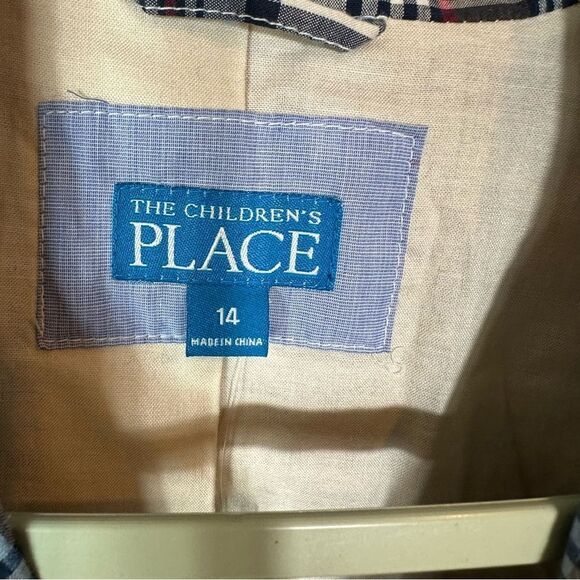 THE CHILDREN'S
PLACE
14
MADE IN CHINA